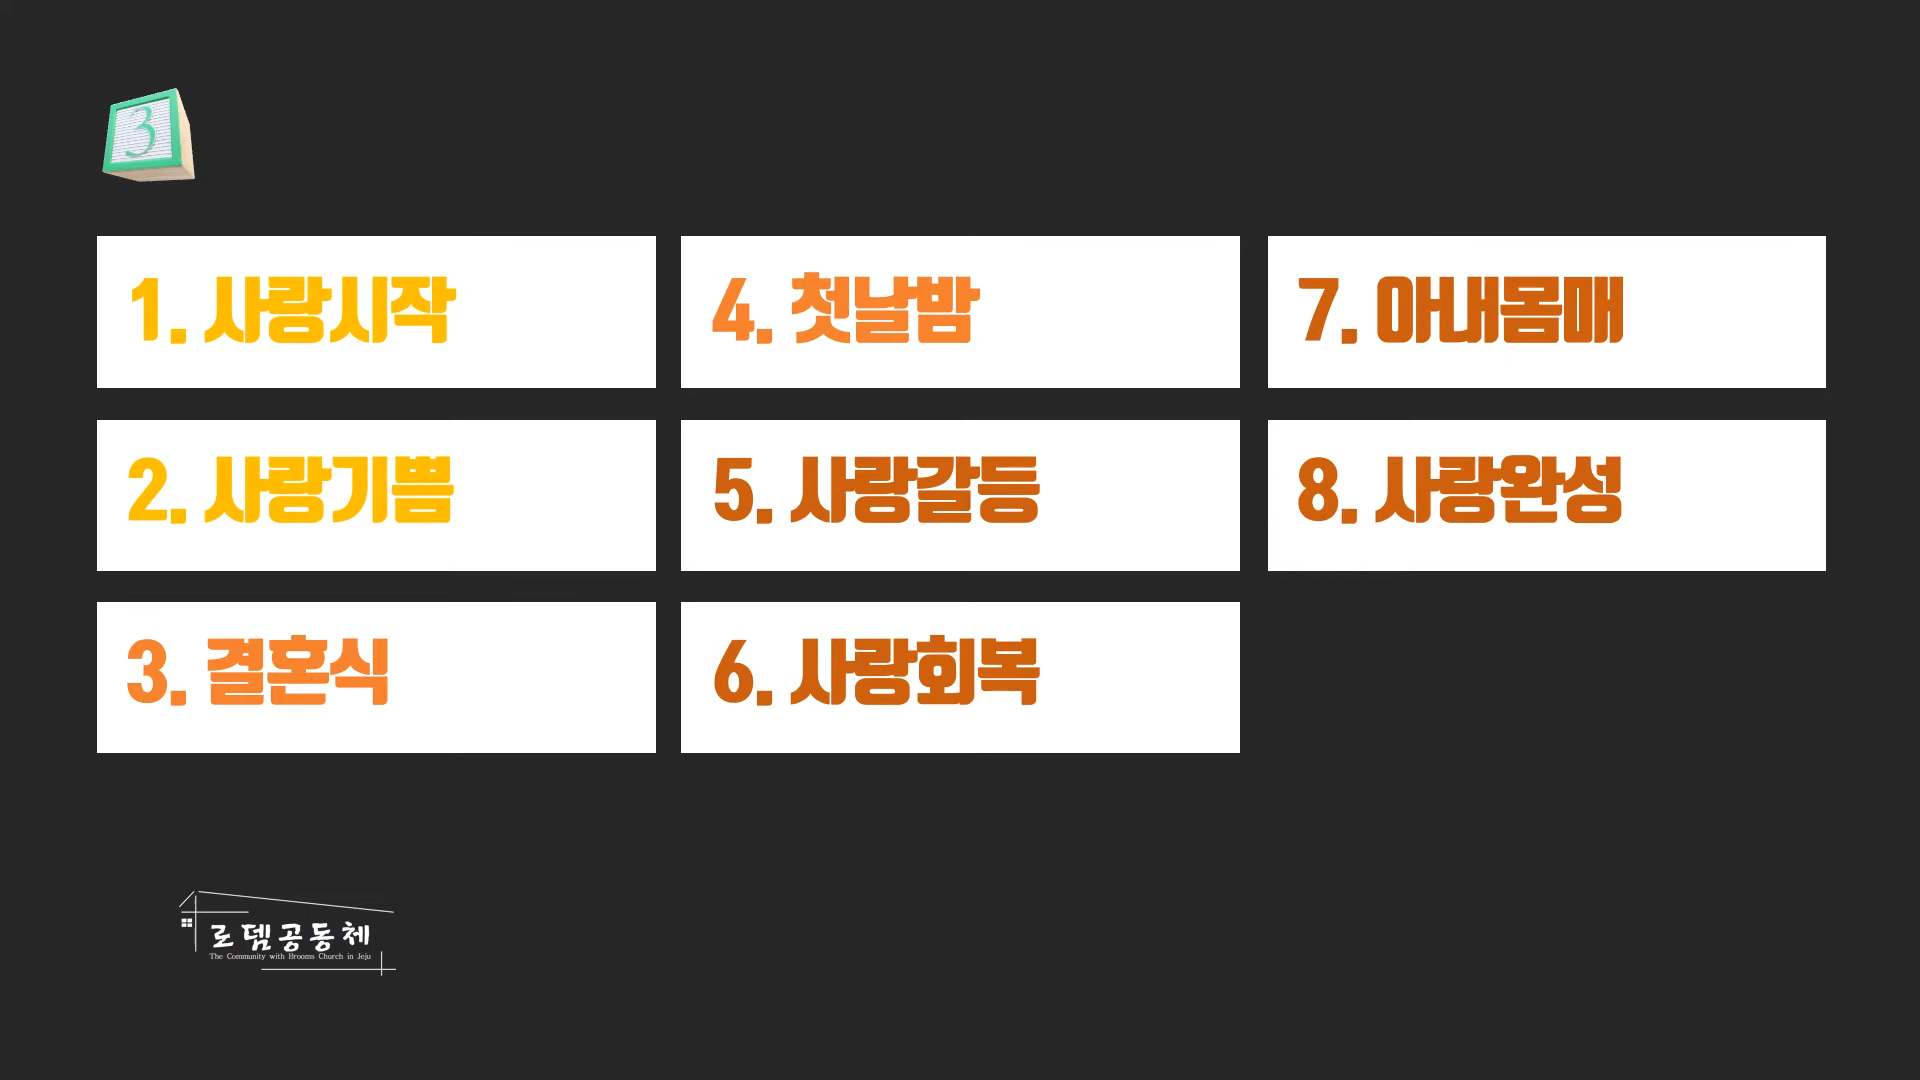 3
1. 사랑시작
2. 사랑기쁨
3. 결혼식
4. 첫날밤
5. 사랑갈등
6. 사랑회복
7. 아내몸매
8. 사랑완성
로뎀공동체
The Community with Brooms Church in Jeju